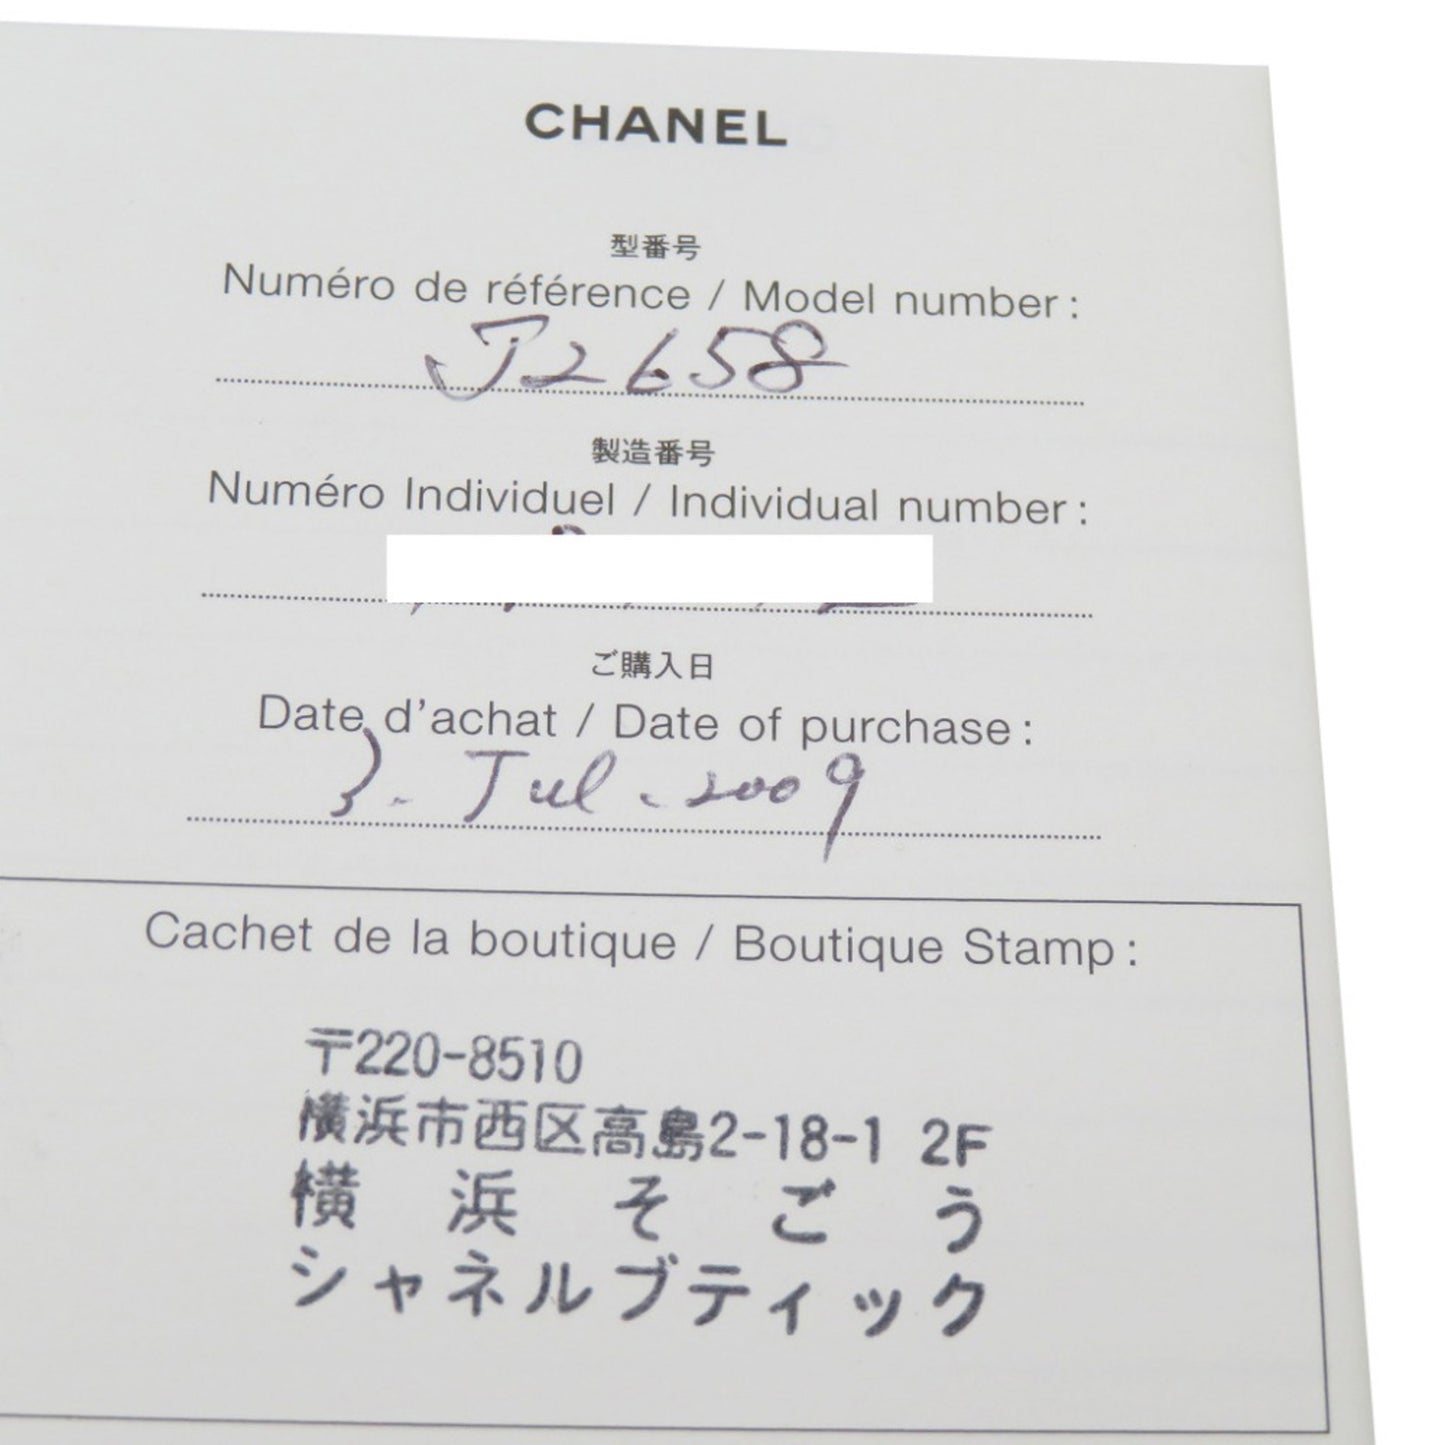 CHANEL
型番号
Numéro de référence / Model number :
J2658
製造番号
Numéro Individuel / Individual number :
ご購入日
Date d'achat / Date of purchase :
3. Jul. 2009
Cachet de la boutique / Boutique Stamp :
〒220-8510
横浜市西区高島2-18-1 2F
横浜そごう
シャネルブティック